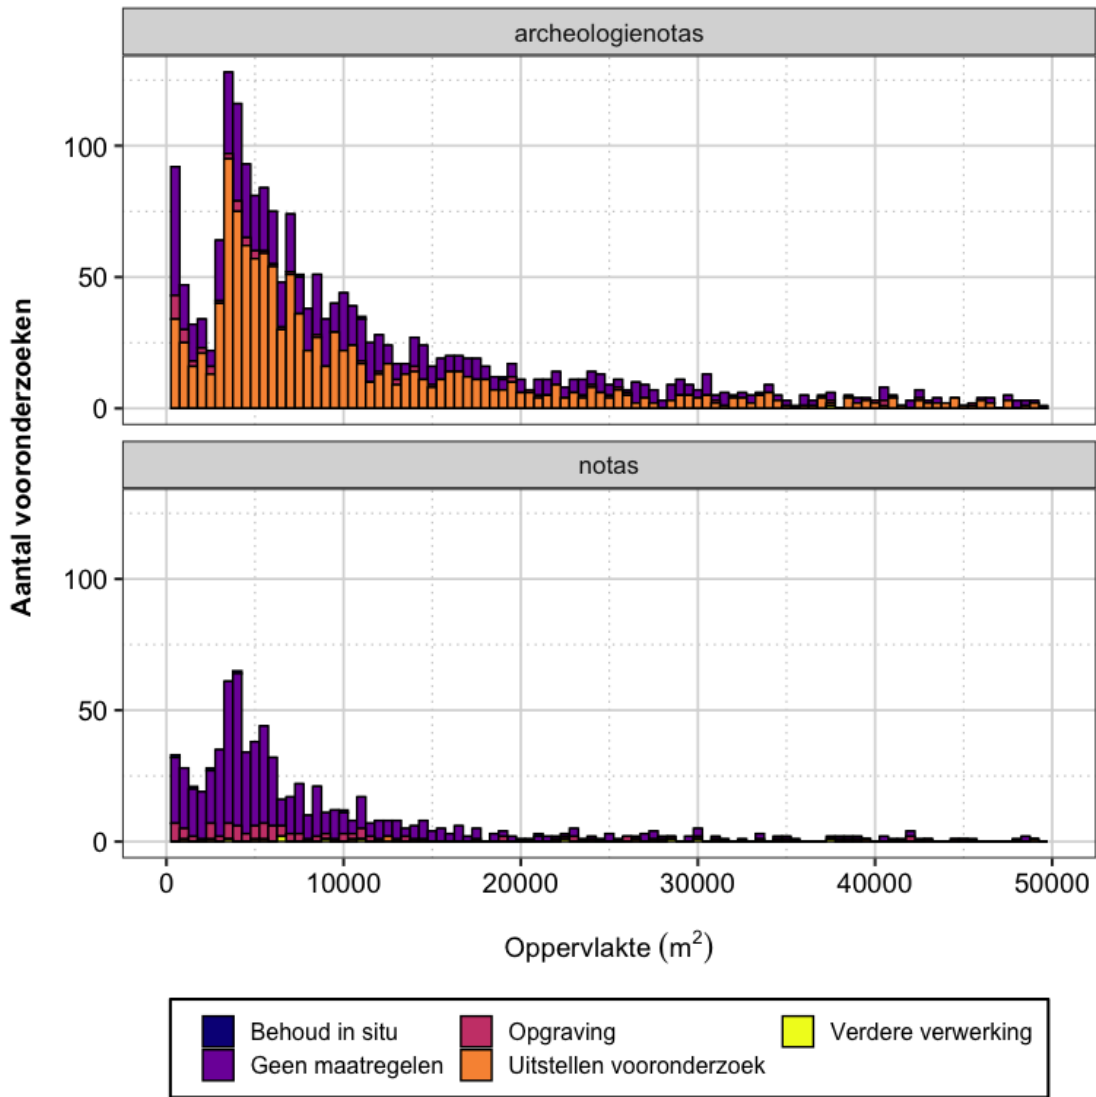 archeologienotas
100
50
0
notas
100
50
0
Aantal vooronderzoeken
0 10000 20000 30000 40000 50000
Oppervlakte (m²)
Behoud in situ Opgraving Verdere verwerking
Geen maatregelen Uitstellen vooronderzoek